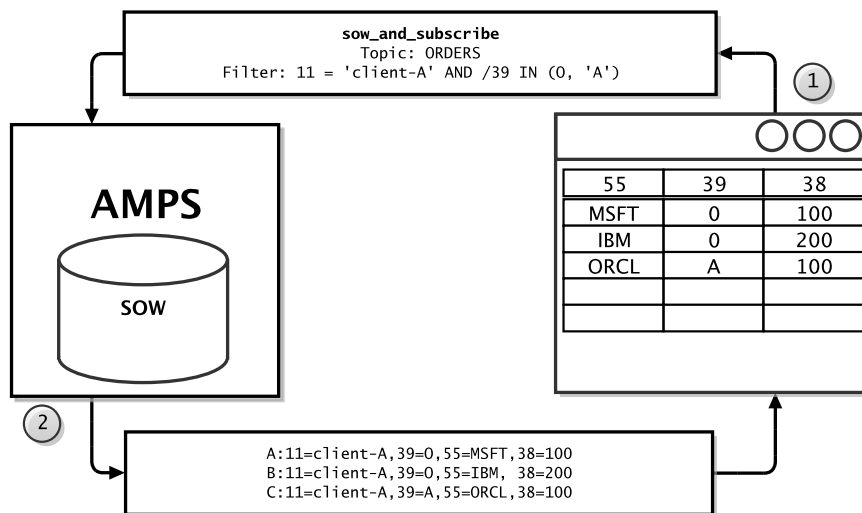 sow_and_subscribe
Topic: ORDERS
Filter: 11 = 'client-A' AND /39 IN (0, 'A')
1
AMPS
SOW
55 39 38
MSFT 0 100
IBM 0 200
ORCL A 100
2
A:11=client-A,39=0,55=MSFT,38=100
B:11=client-A,39=0,55=IBM, 38=200
C:11=client-A,39=A,55=ORCL,38=100